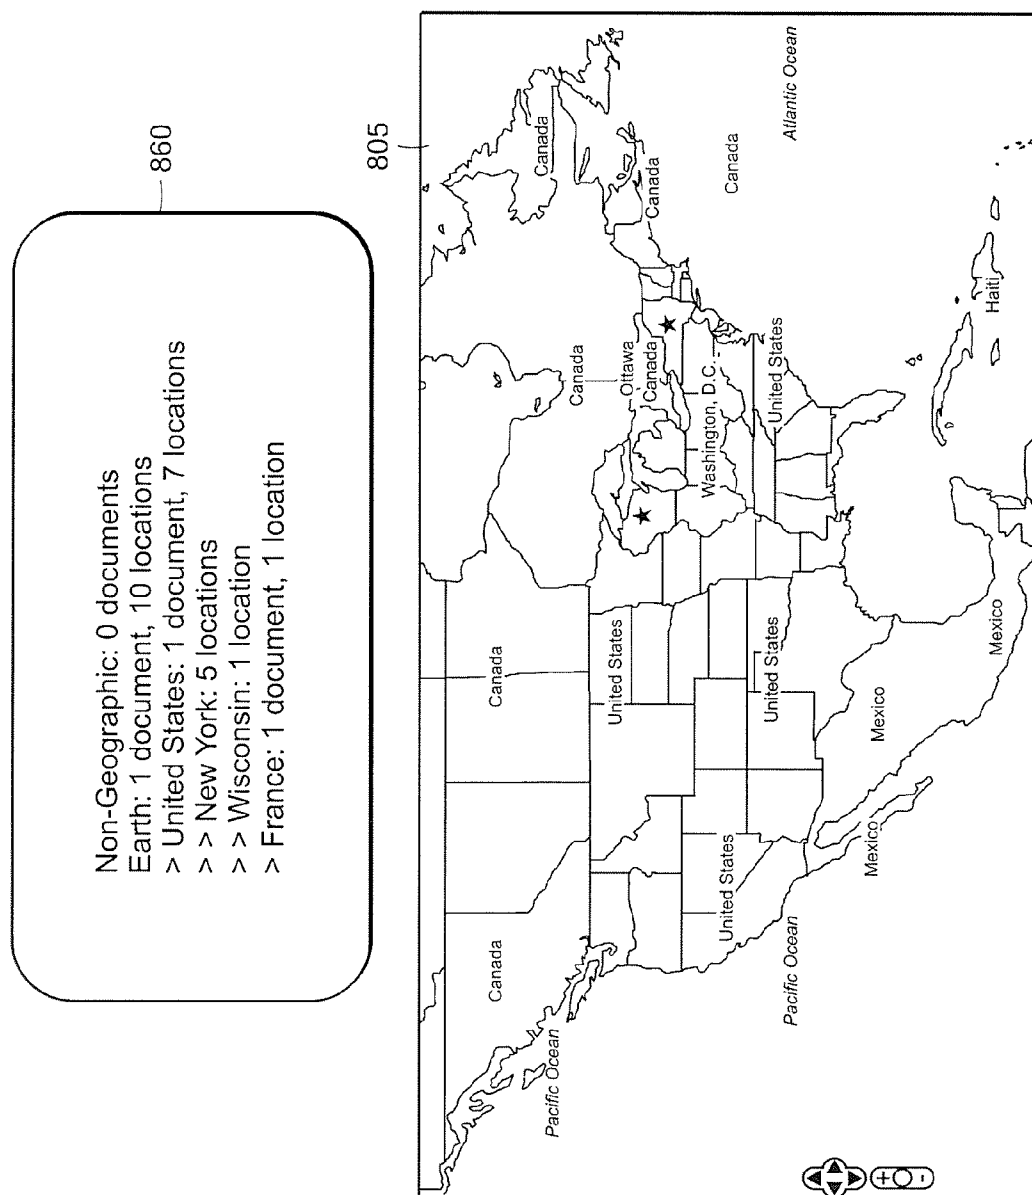 Non-Geographic: 0 documents
Earth: 1 document, 10 locations
> United States: 1 document, 7 locations
> > New York: 5 locations
> > Wisconsin: 1 location
> France: 1 document, 1 location
860
805
Canada
Canada
Canada
Canada
Canada
Ottawa
Canada
Canada
Pacific Ocean
United States
Washington, D.C.
United States
United States
United States
Atlantic Ocean
Pacific Ocean
Mexico
Mexico
Mexico
Haiti
+
-